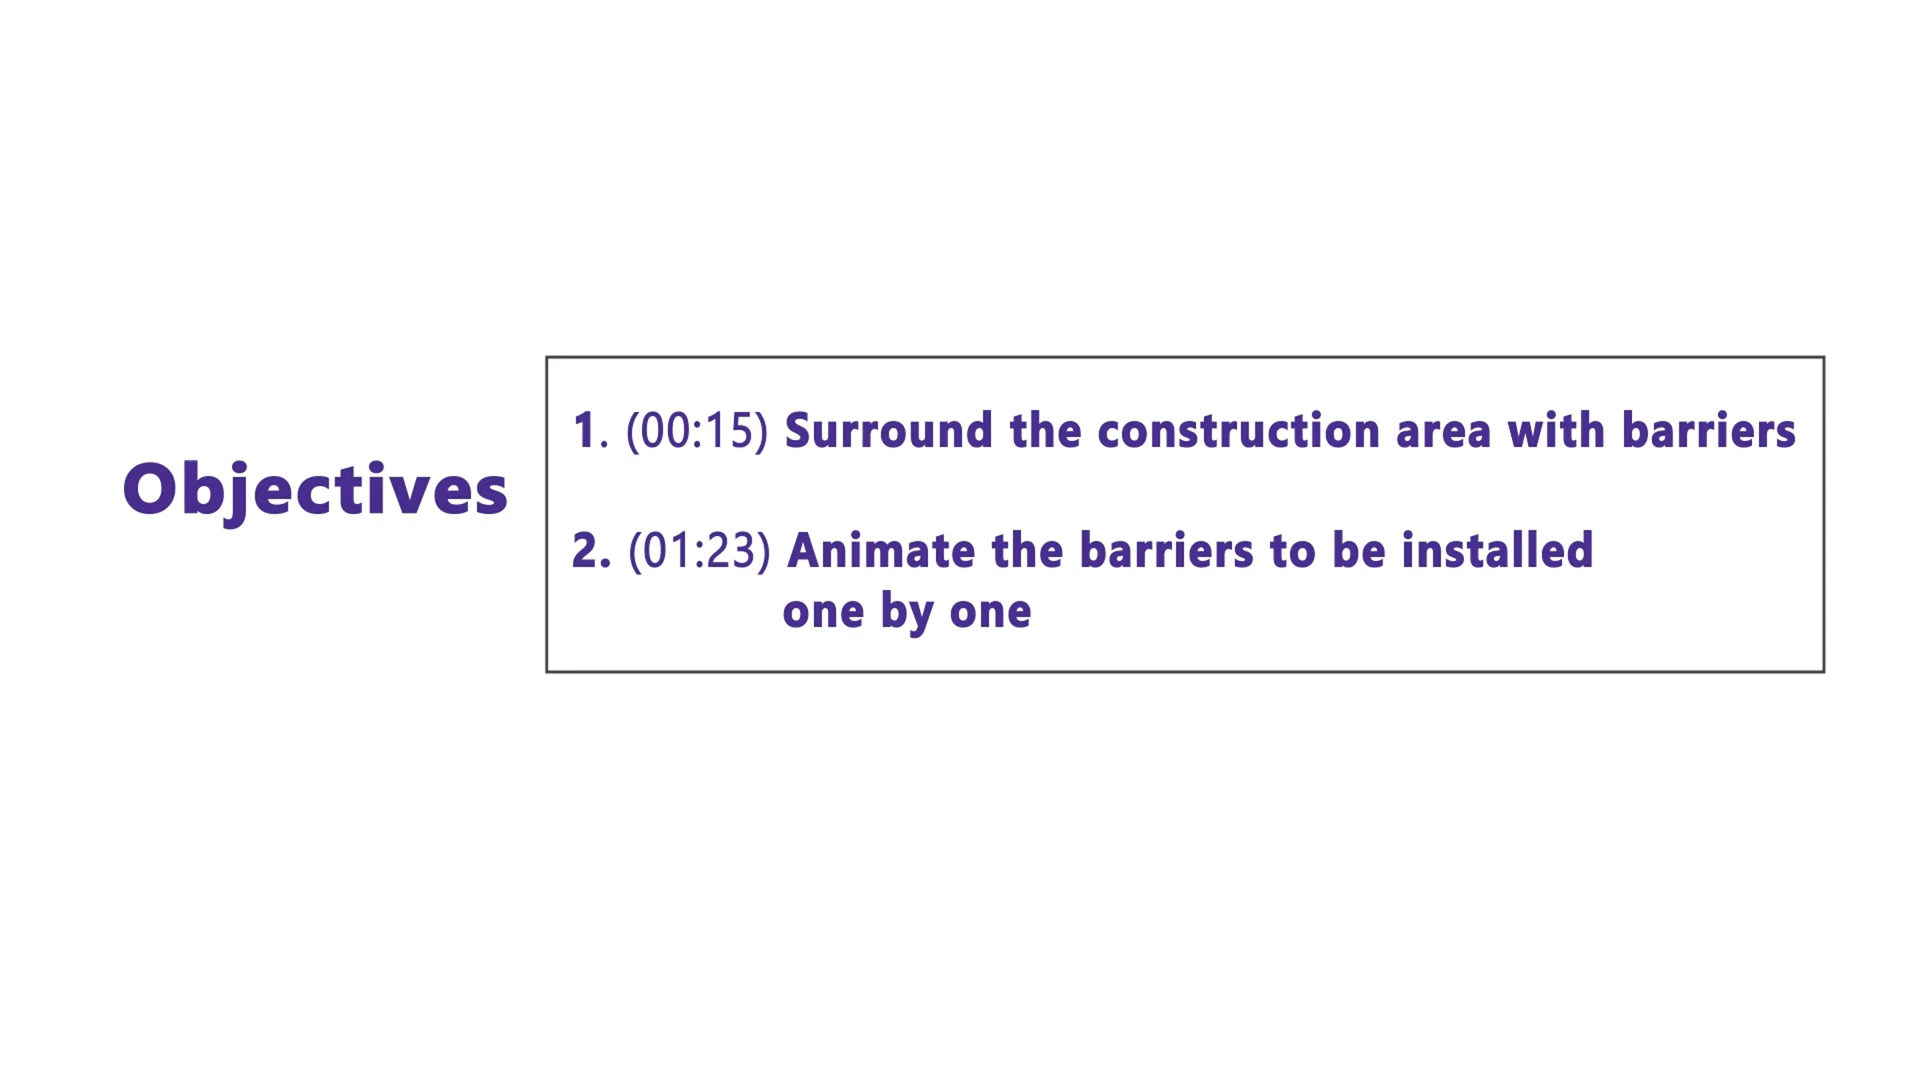 Objectives
1. (00:15) Surround the construction area with barriers
2. (01:23) Animate the barriers to be installed
one by one